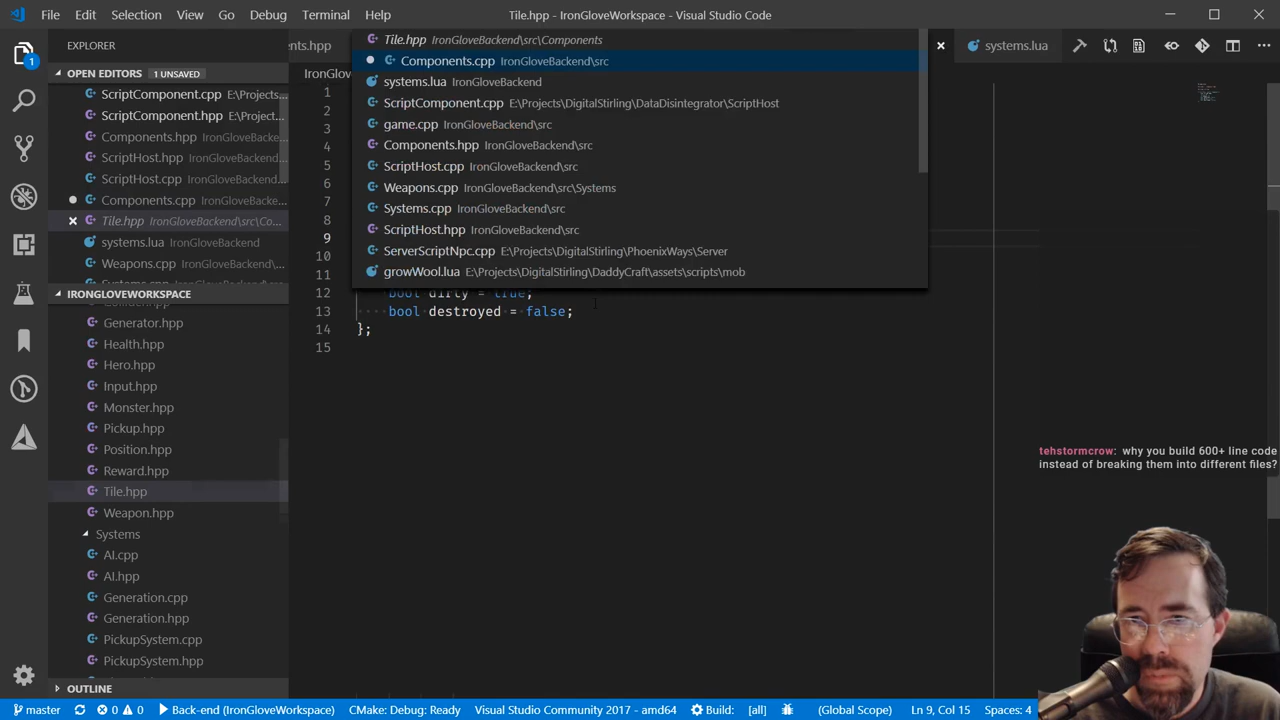 File Edit Selection View Go Debug Terminal Help
Tile.hpp - IronGloveWorkspace - Visual Studio Code
EXPLORER
OPEN EDITORS 1 UNSAVED
ScriptComponent.cpp E:\Projects...
ScriptComponent.hpp E:\Project...
Components.hpp IronGloveBacke...
ScriptHost.hpp IronGloveBackend...
ScriptHost.cpp IronGloveBackend...
Components.cpp IronGloveBacke...
Tile.hpp IronGloveBackend\src\Co...
systems.lua IronGloveBackend
Weapons.cpp IronGloveBackend...
IRONGLOVEWORKSPACE
Generator.hpp
Health.hpp
Hero.hpp
Input.hpp
Monster.hpp
Pickup.hpp
Position.hpp
Reward.hpp
Tile.hpp
Weapon.hpp
Systems
AI.cpp
AI.hpp
Generation.cpp
Generation.hpp
PickupSystem.cpp
PickupSystem.hpp
OUTLINE
ents.hpp
systems.lua
IronGlo
Tile.hpp IronGloveBackend\src\Components
Components.cpp IronGloveBackend\src
systems.lua IronGloveBackend
ScriptComponent.cpp E:\Projects\DigitalStirling\DataDisintegrator\ScriptHost
game.cpp IronGloveBackend\src
Components.hpp IronGloveBackend\src
ScriptHost.cpp IronGloveBackend\src
Weapons.cpp IronGloveBackend\src\Systems
Systems.cpp IronGloveBackend\src
ScriptHost.hpp IronGloveBackend\src
ServerScriptNpc.cpp E:\Projects\DigitalStirling\PhoenixWays\Server
growWool.lua E:\Projects\DigitalStirling\DaddyCraft\assets\scripts\mob
1
2
3
4
5
6
7
8
9
10
11
12 bool dirty = true;
13 bool destroyed = false;
14 };
15
tehstormcrow: why you build 600+ line code
instead of breaking them into different files?
master 0 0 Back-end (IronGloveWorkspace) CMake: Debug: Ready Visual Studio Community 2017 - amd64 Build: [all] (Global Scope) Ln 9, Col 15 Spaces: 4